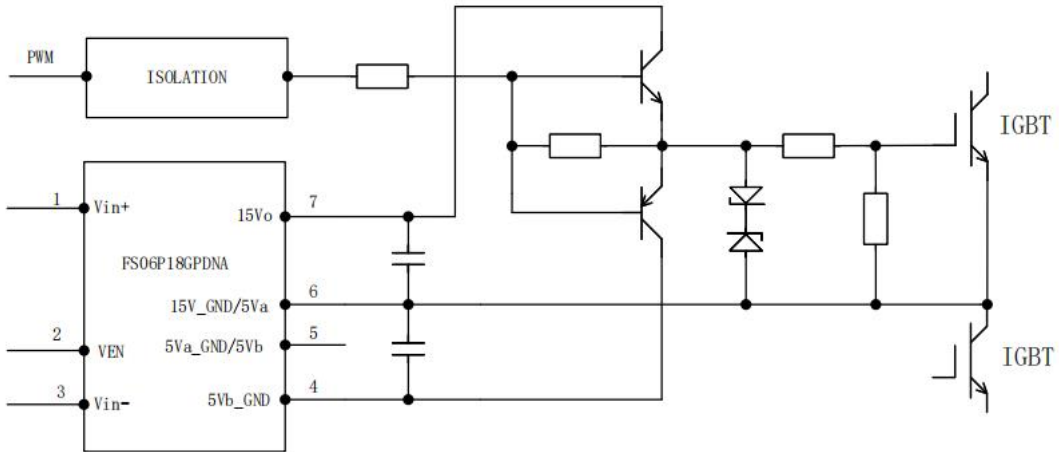 PWM
ISOLATION
IGBT
1
Vin+
15Vo
7
FS06P18GPDNA
15V_GND/5Va
6
5Va_GND/5Vb
5
2
VEN
IGBT
3
Vin-
5Vb_GND
4